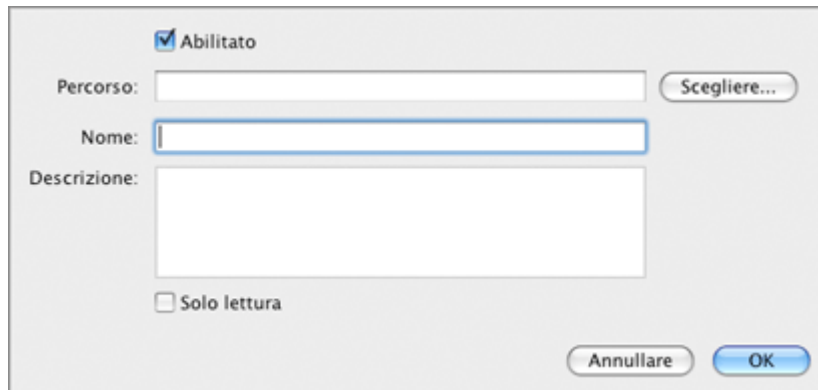 Abilitato
Percorso:
Scegliere...
Nome:
Descrizione:
Solo lettura
Annullare
OK